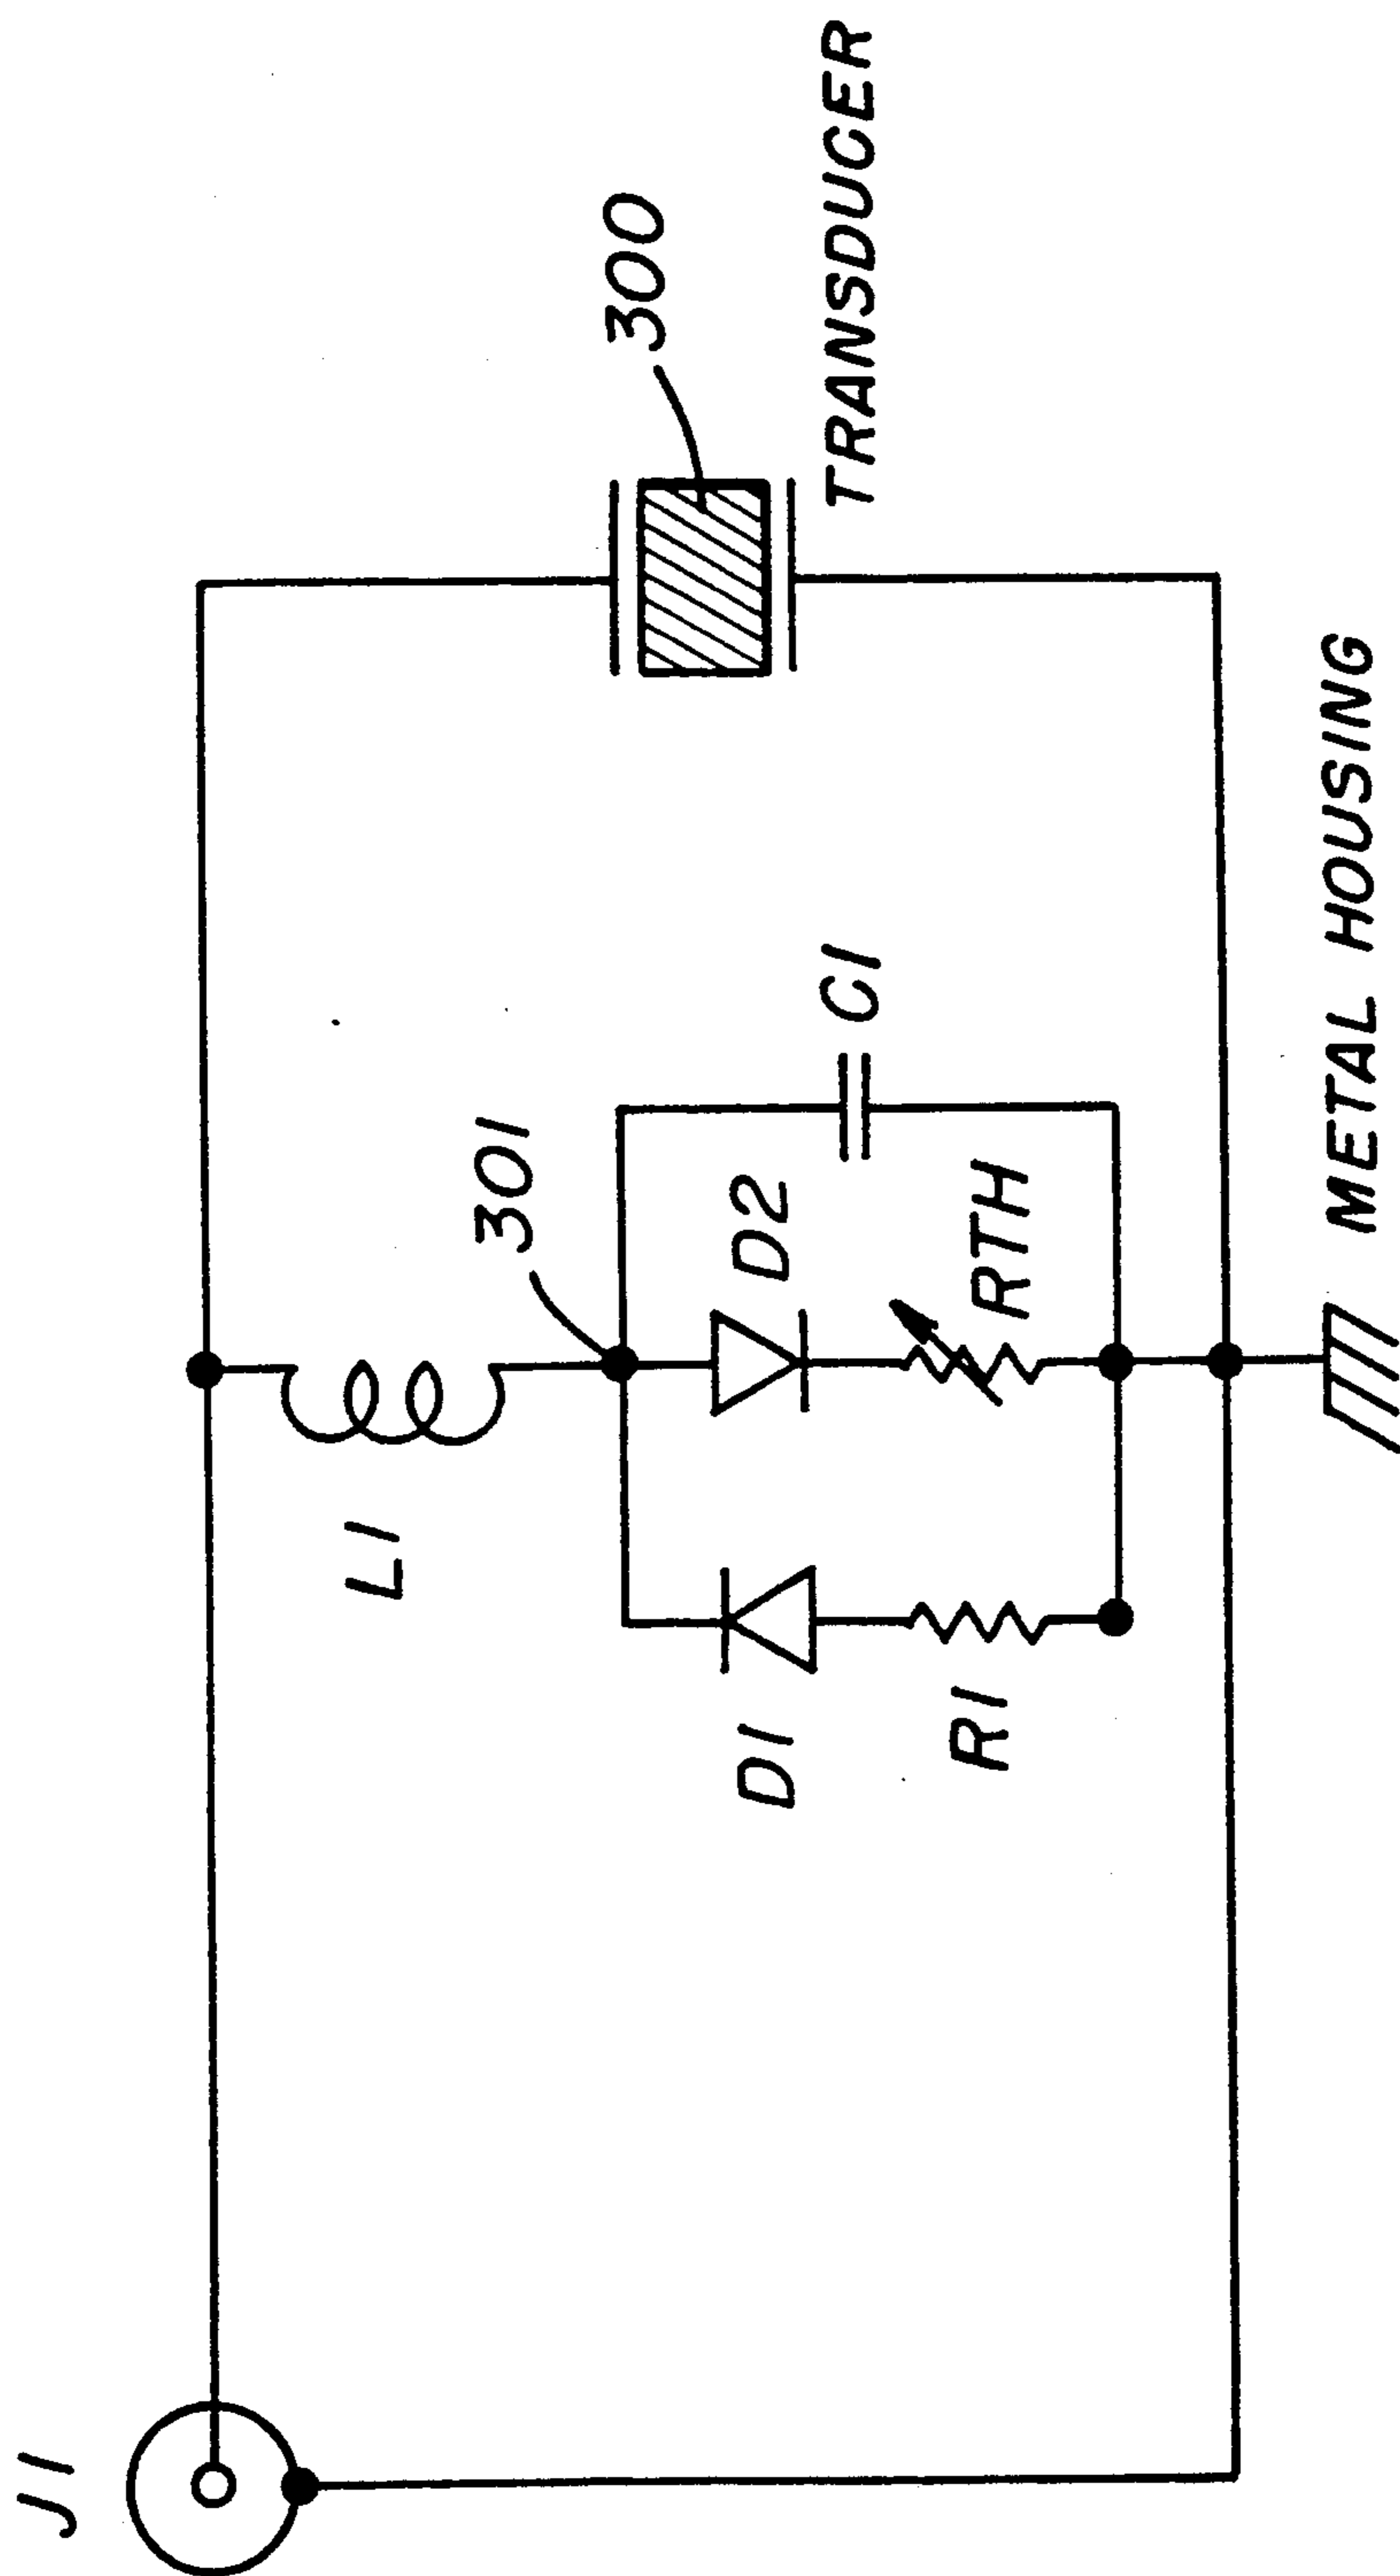 J1
L1
301
300
D1
D2
C1
TRANSDUCER
R1
RTH
METAL HOUSING